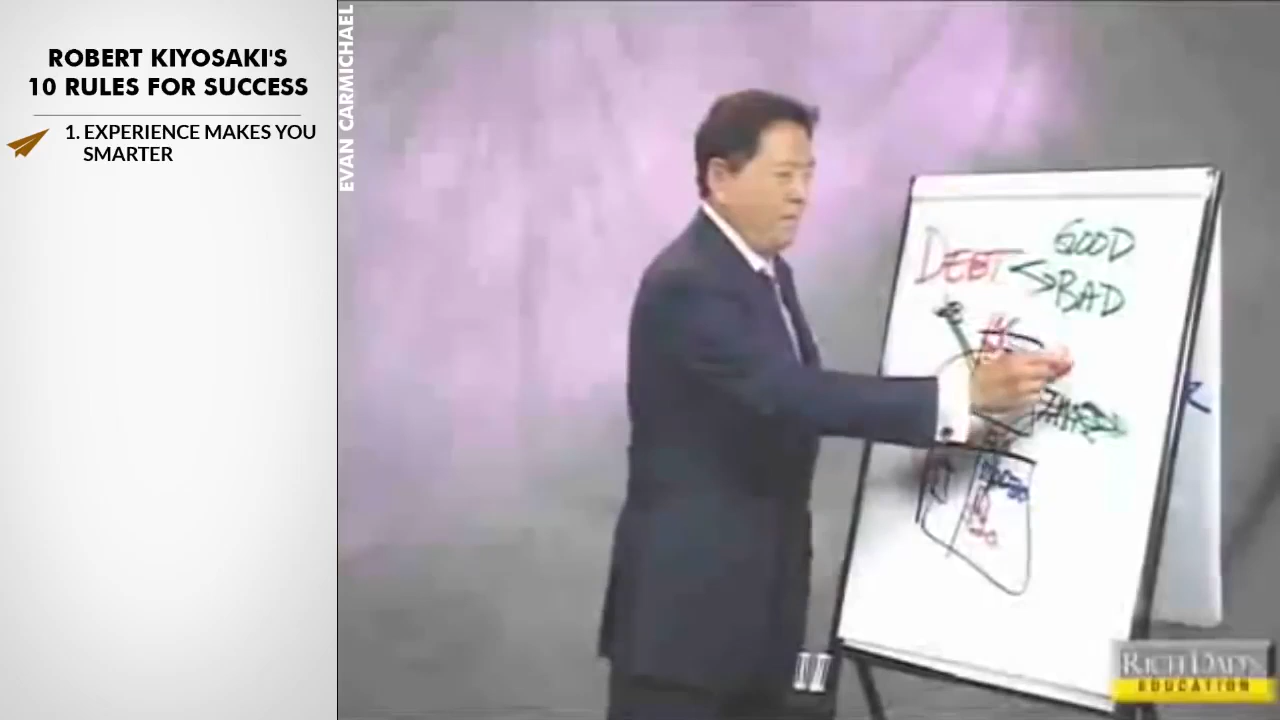 ROBERT KIYOSAKI'S
10 RULES FOR SUCCESS
1. EXPERIENCE MAKES YOU
SMARTER
EVAN CARMICHAEL
GOOD
DEBT
BAD
RICH DAD'S
EDUCATION